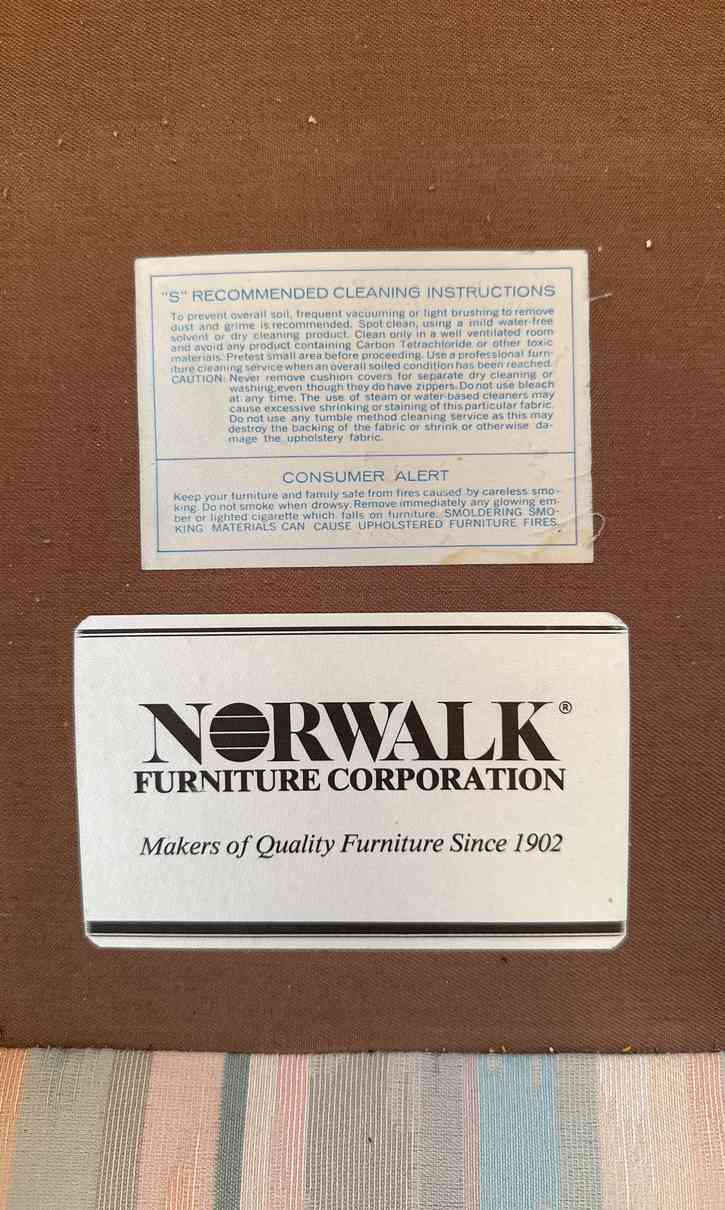 "S" RECOMMENDED CLEANING INSTRUCTIONS
To prevent overall soil, frequent vacuuming or light brushing to remove
dust and grime is recommended. Spot clean, using a mild water-free
solvent or dry cleaning product. Clean only in a well ventilated room
and avoid any product containing Carbon Tetrachloride or other toxic
materials. Pretest small area before proceeding. Use a professional furn-
iture cleaning service when an overall soiled condition has been reached.
CAUTION: Never remove cushion covers for separate dry cleaning or
washing, even though they do have zippers. Do not use bleach
at any time. The use of steam or water-based cleaners may
cause excessive shrinking or staining of this particular fabric.
Do not use any tumble method cleaning service as this may
destroy the backing of the fabric or shrink or otherwise da-
mage the upholstery fabric.
CONSUMER ALERT
Keep your furniture and family safe from fires caused by careless smo-
king. Do not smoke when drowsy. Remove immediately any glowing em-
ber or lighted cigarette which falls on furniture. SMOLDERING SMO-
KING MATERIALS CAN CAUSE UPHOLSTERED FURNITURE FIRES.
NORWALK®
FURNITURE CORPORATION
Makers of Quality Furniture Since 1902